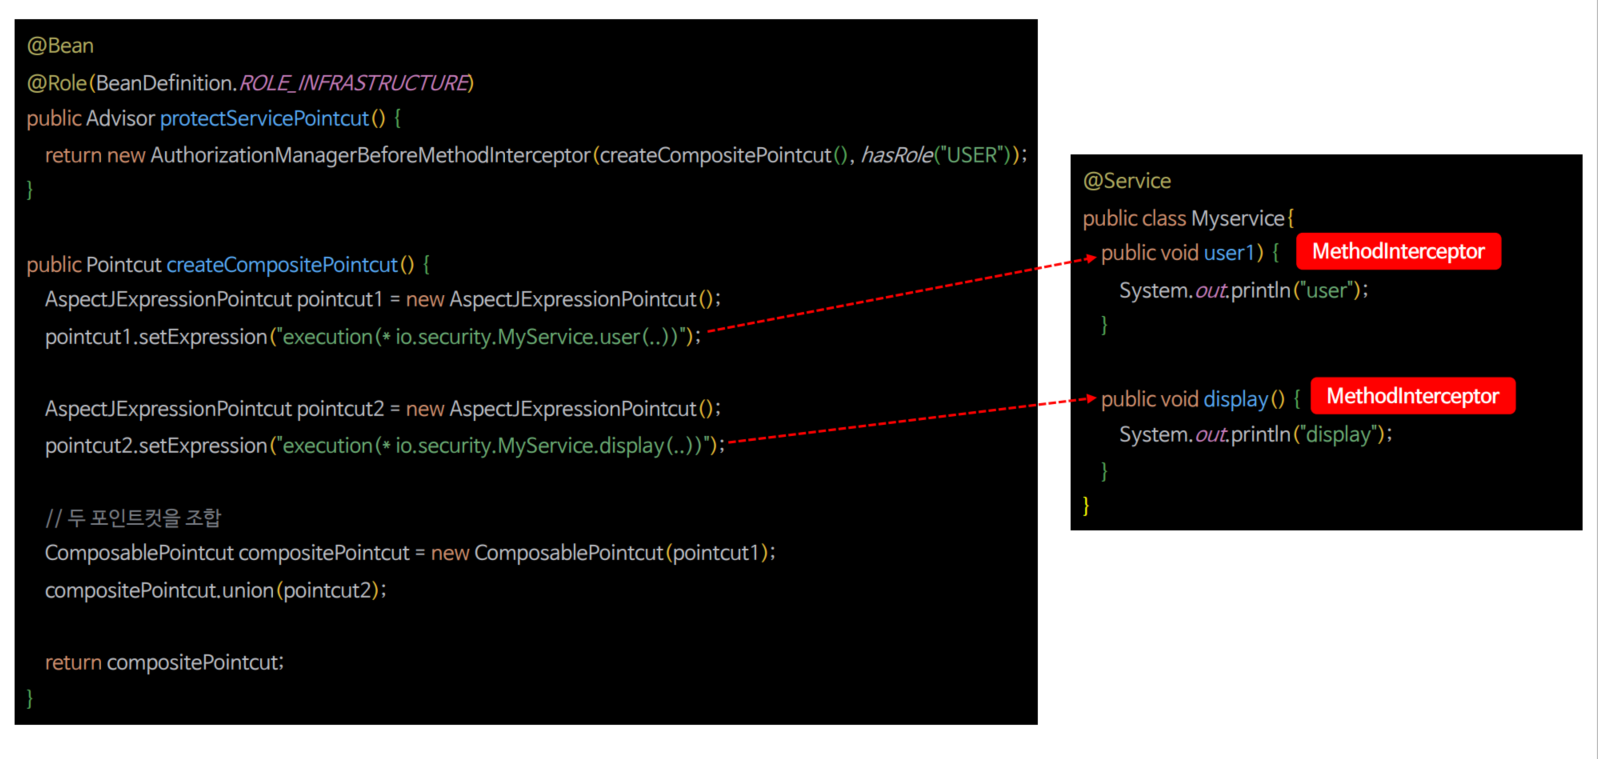 @Bean
@Role(BeanDefinition.ROLE_INFRASTRUCTURE)
public Advisor protectServicePointcut() {
return new AuthorizationManagerBeforeMethodInterceptor(createCompositePointcut(), hasRole("USER"));
}
public Pointcut createCompositePointcut() {
AspectJExpressionPointcut pointcut1 = new AspectJExpressionPointcut();
pointcut1.setExpression("execution(* io.security.MyService.user(..))");
AspectJExpressionPointcut pointcut2 = new AspectJExpressionPointcut();
pointcut2.setExpression("execution(* io.security.MyService.display(..))");
// 두 포인트컷을 조합
ComposablePointcut compositePointcut = new ComposablePointcut(pointcut1);
compositePointcut.union(pointcut2);
return compositePointcut;
}
@Service
public class Myservice{
public void user1) { MethodInterceptor
System.out.println("user");
}
public void display() { MethodInterceptor
System.out.println("display");
}
}